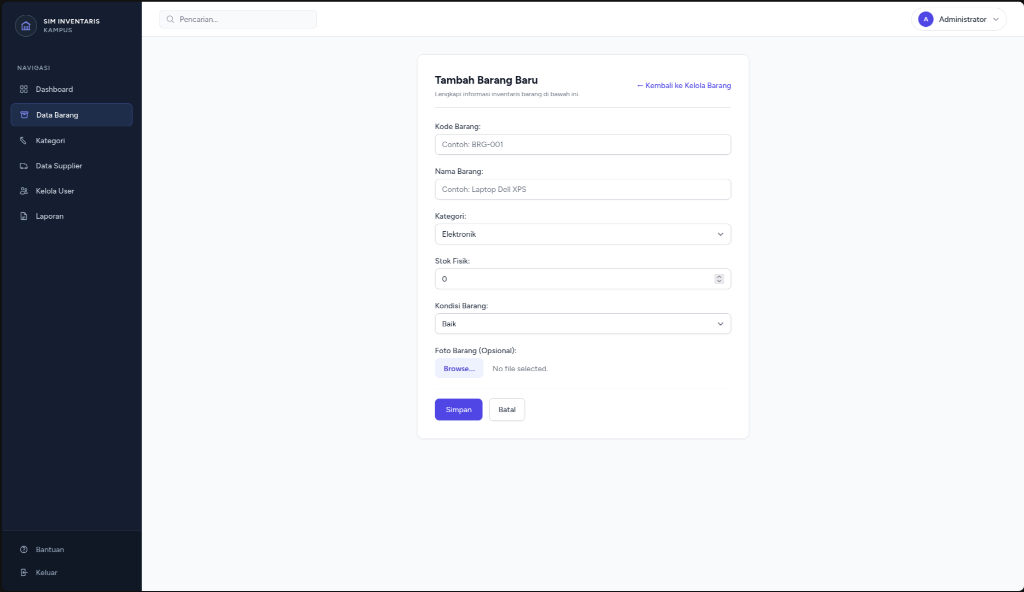 SIM INVENTARIS
KAMPUS
Pencarian...
A
Administrator
NAVIGASI
Dashboard
Data Barang
Kategori
Data Supplier
Kelola User
Laporan
Bantuan
Keluar
Tambah Barang Baru
Lengkapi informasi inventaris barang di bawah ini.
← Kembali ke Kelola Barang
Kode Barang:
Contoh: BRG-001
Nama Barang:
Contoh: Laptop Dell XPS
Kategori:
Elektronik
Stok Fisik:
0
Kondisi Barang:
Baik
Foto Barang (Opsional):
Browse... No file selected.
Simpan
Batal